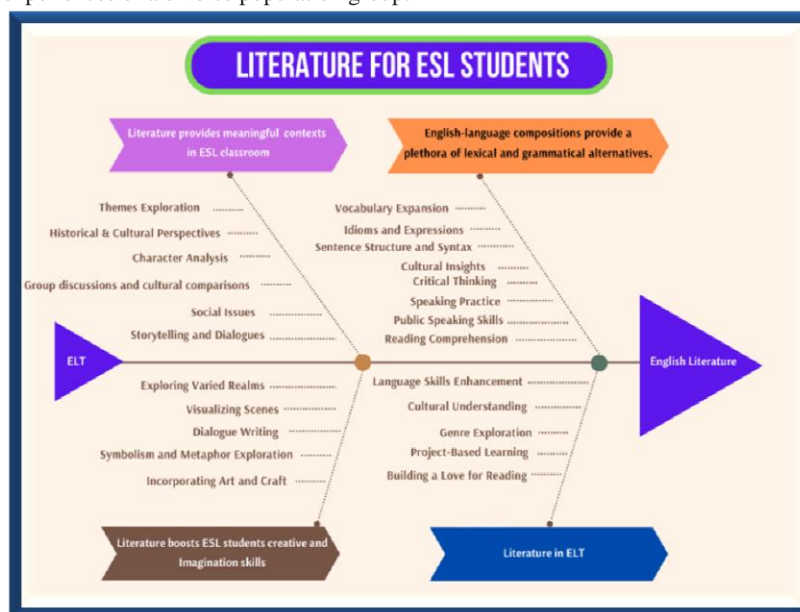 LITERATURE FOR ESL STUDENTS
Literature provides meaningful contexts
in ESL classroom
English-language compositions provide a
plethora of lexical and grammatical alternatives.
Themes Exploration
Historical & Cultural Perspectives
Character Analysis
Group discussions and cultural comparisons
Social Issues
Storytelling and Dialogues
Vocabulary Expansion
Idioms and Expressions
Sentence Structure and Syntax
Cultural Insights
Critical Thinking
Speaking Practice
Public Speaking Skills
Reading Comprehension
ELT
English Literature
Exploring Varied Realms
Visualizing Scenes
Dialogue Writing
Symbolism and Metaphor Exploration
Incorporating Art and Craft
Language Skills Enhancement
Cultural Understanding
Genre Exploration
Project-Based Learning
Building a Love for Reading
Literature boosts ESL students creative and
Imagination skills
Literature in ELT